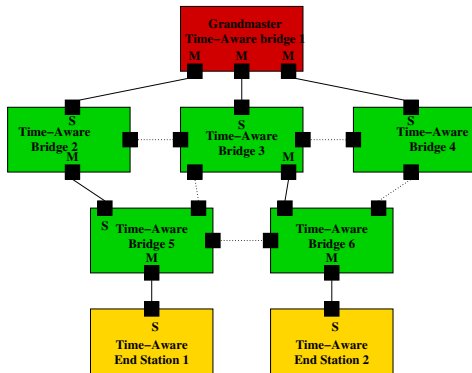 Grandmaster
Time-Aware bridge 1
M M M
S S S
Time-Aware
Bridge 2
M
Time-Aware
Bridge 3
M
Time-Aware
Bridge 4
S
Time-Aware
Bridge 5
M
Time-Aware
Bridge 6
M
S
Time-Aware
End Station 1
S
Time-Aware
End Station 2